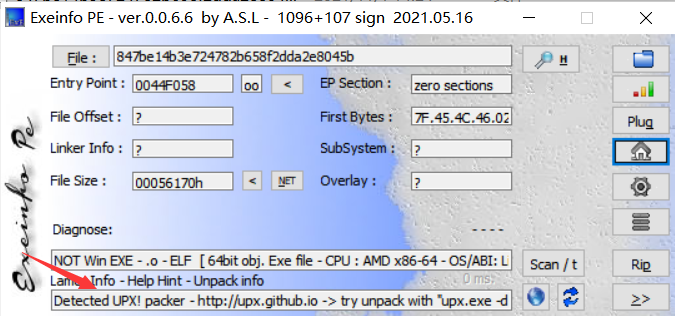 Exeinfo PE - ver.0.0.6.6 by A.S.L - 1096+107 sign 2021.05.16
File : 847be14b3e724782b658f2dda2e8045b H
Entry Point : 0044F058 oo < EP Section : zero sections
File Offset : ? First Bytes : 7F.45.4C.46.02 Plug
Linker Info : ? SubSystem : ?
File Size : 00056170h < NET Overlay : ?
Exeinfo Pe
Diagnose: ----
NOT Win EXE - .o - ELF [ 64bit obj. Exe file - CPU : AMD x86-64 - OS/ABI: Scan / t Rip
Info - Help Hint - Unpack info 0 ms.
Detected UPX! packer - http://upx.github.io -> try unpack with "upx.exe -d >>